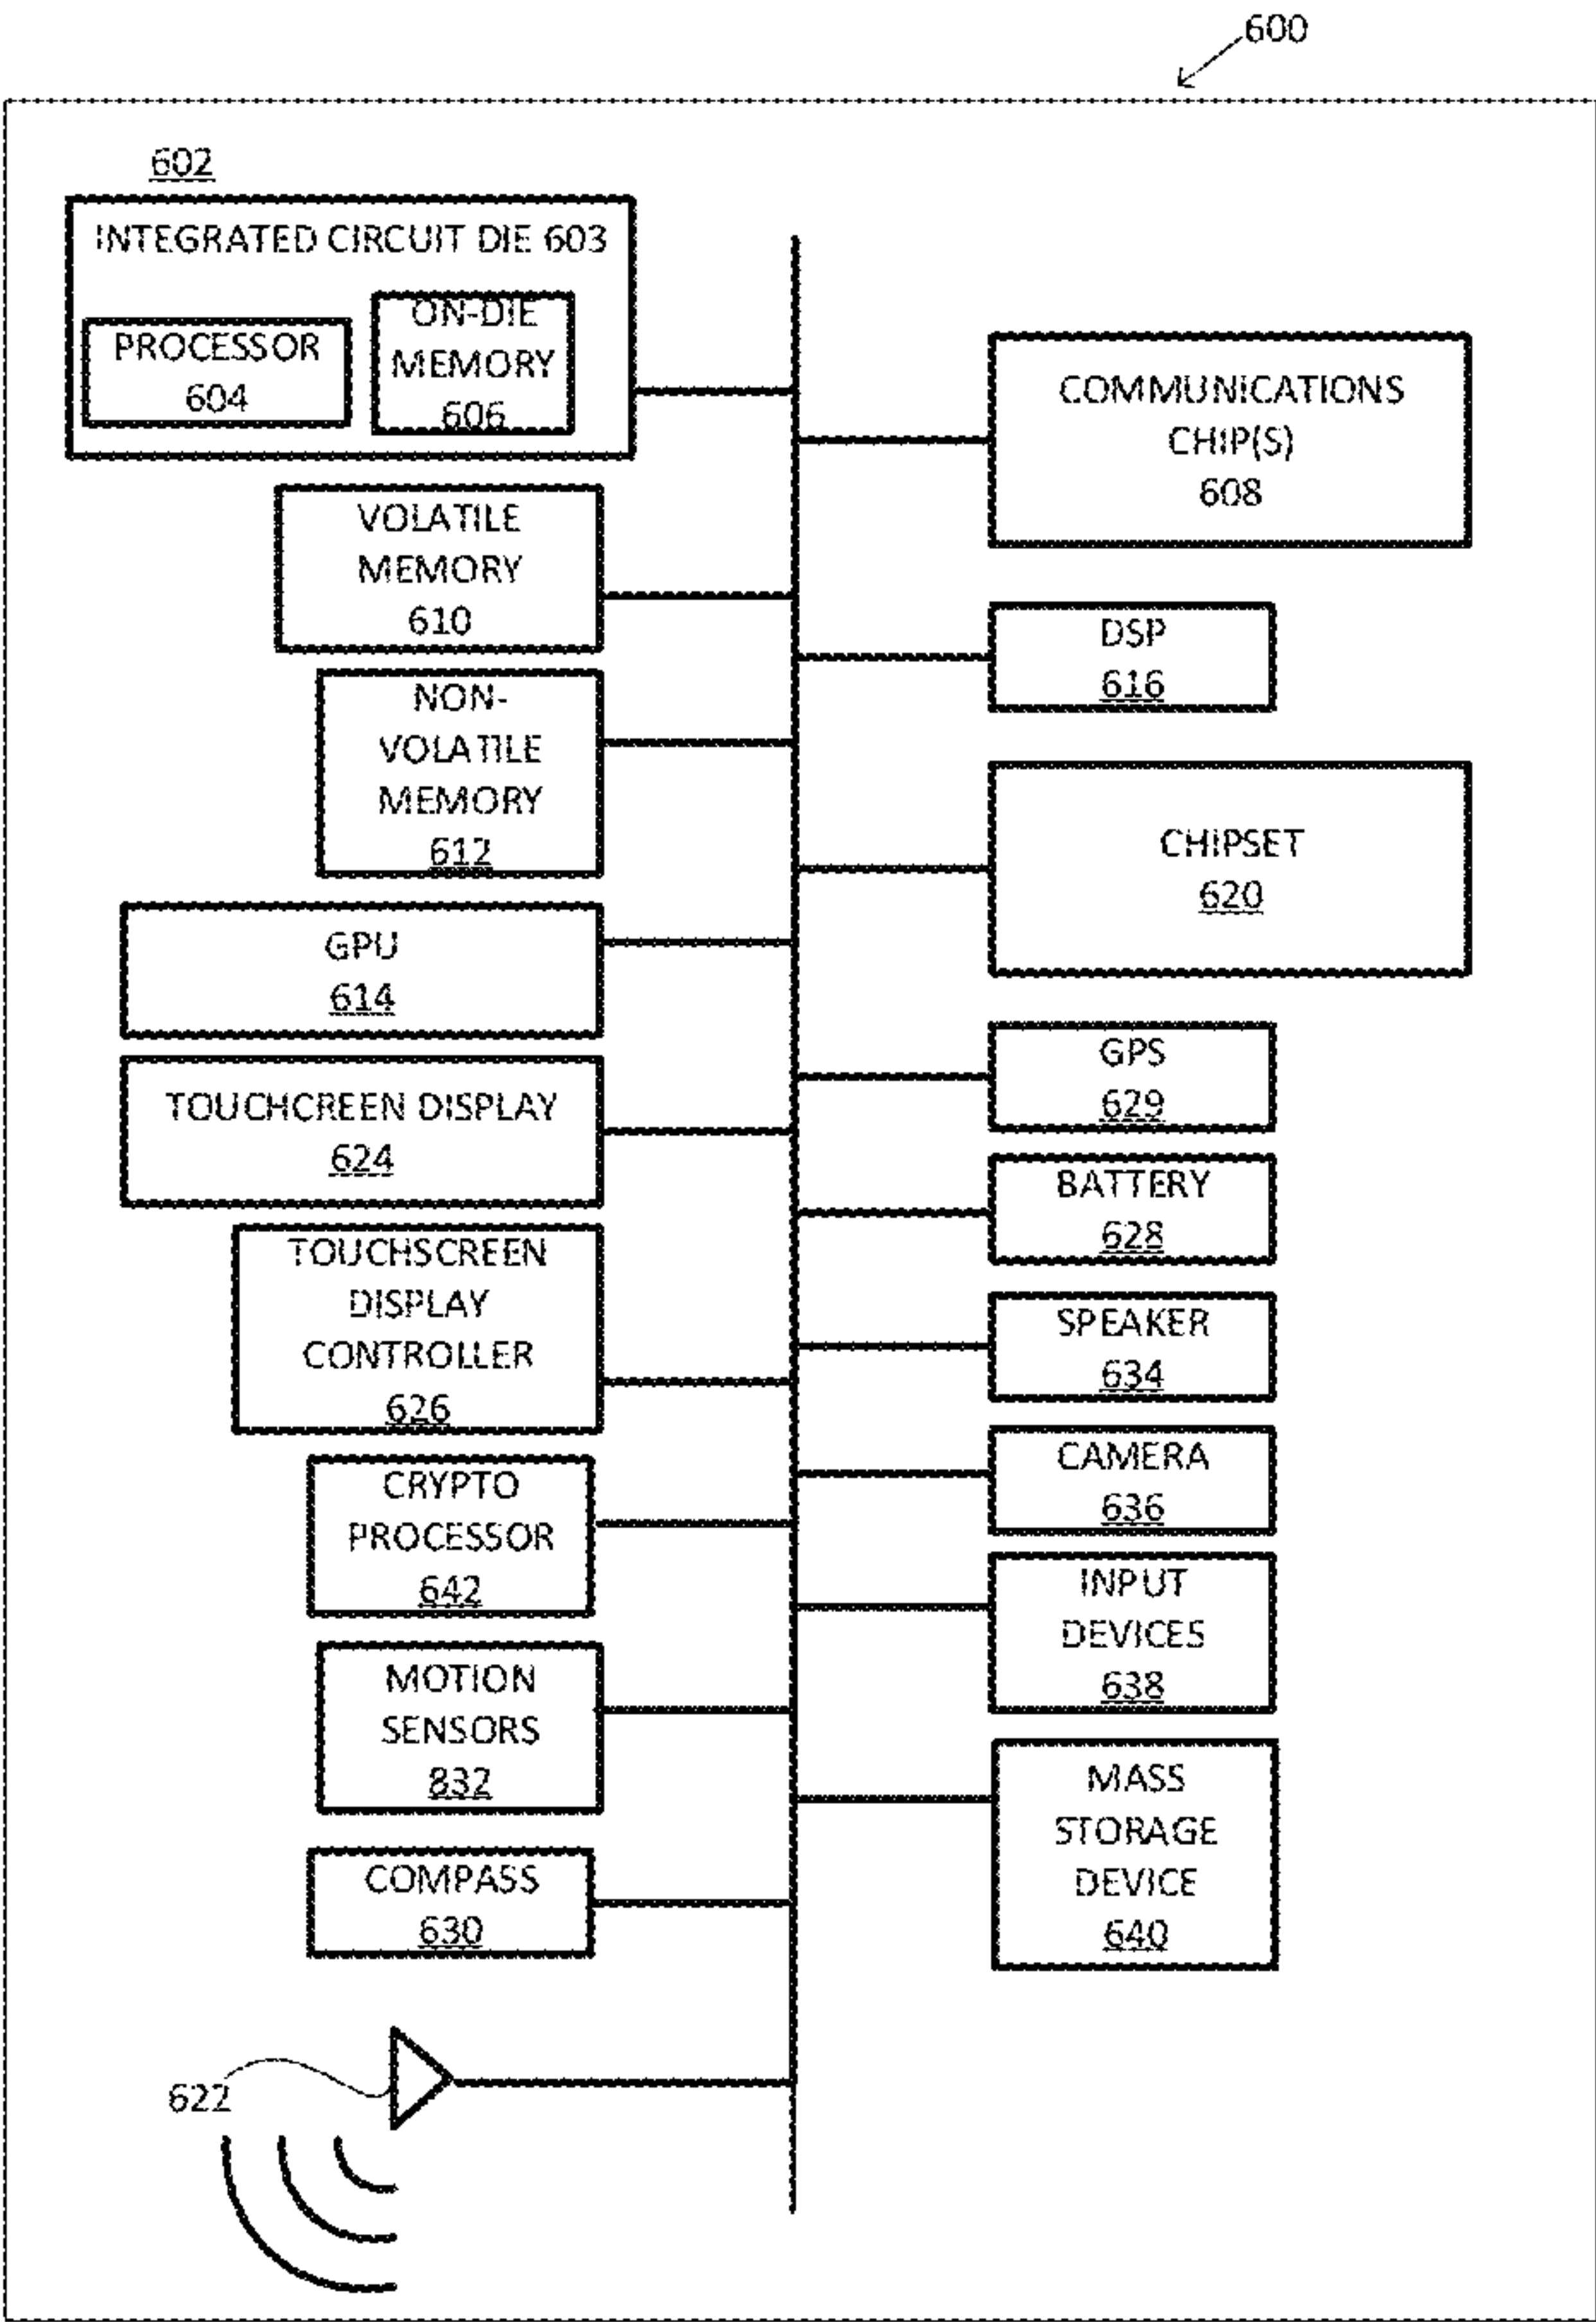 600
602
INTEGRATED CIRCUIT DIE 603
PROCESSOR
604
ON-DIE
MEMORY
606
VOLATILE
MEMORY
610
NON-
VOLATILE
MEMORY
612
GPU
614
TOUCHCREEN DISPLAY
624
TOUCHSCREEN
DISPLAY
CONTROLLER
626
CRYPTO
PROCESSOR
642
MOTION
SENSORS
832
COMPASS
630
622
COMMUNICATIONS
CHIP(S)
608
DSP
616
CHIPSET
620
GPS
629
BATTERY
628
SPEAKER
634
CAMERA
636
INPUT
DEVICES
638
MASS
STORAGE
DEVICE
640